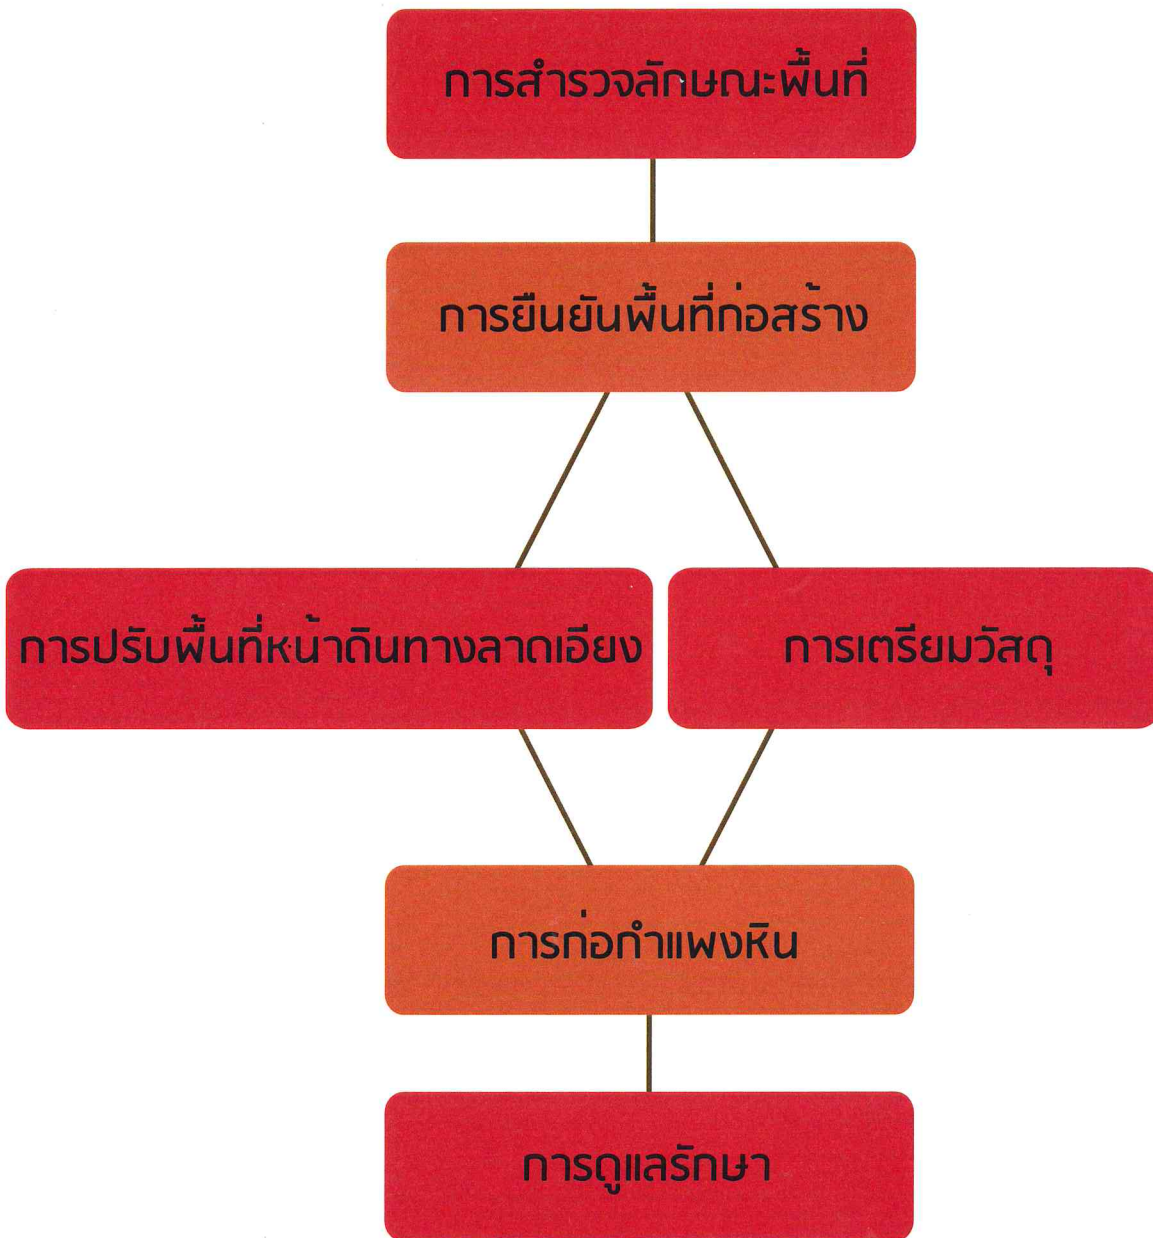 การสำรวจลักษณะพื้นที่
การยืนยันพื้นที่ก่อสร้าง
การปรับพื้นที่หน้าดินทางลาดเอียง
การเตรียมวัสดุ
การก่อกำแพงหิน
การดูแลรักษา